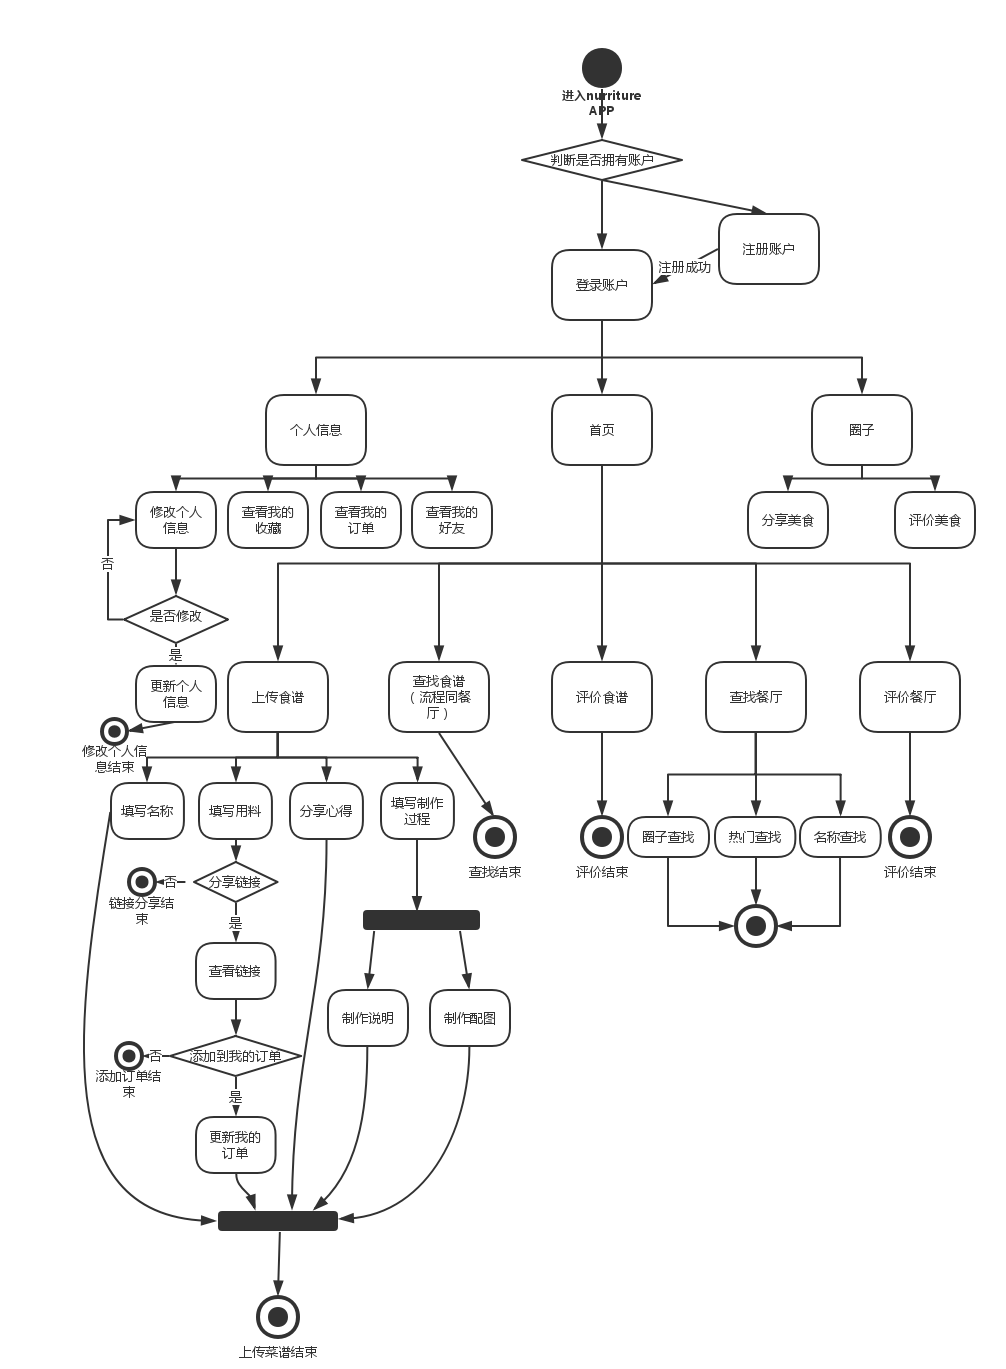 进入nurriture
APP
判断是否拥有账户
注册账户
注册成功
登录账户
个人信息
首页
圈子
修改个人
信息
查看我的
收藏
查看我的
订单
查看我的
好友
分享美食
评价美食
否
是否修改
是
更新个人
信息
上传食谱
查找食谱
（流程同餐
厅）
评价食谱
查找餐厅
评价餐厅
修改个人信
息结束
填写名称
填写用料
分享心得
填写制作
过程
圈子查找
热门查找
名称查找
查找结束
评价结束
评价结束
否
分享链接
链接分享结
束
是
查看链接
制作说明
制作配图
否
添加到我的订单
添加订单结
束
是
更新我的
订单
上传菜谱结束